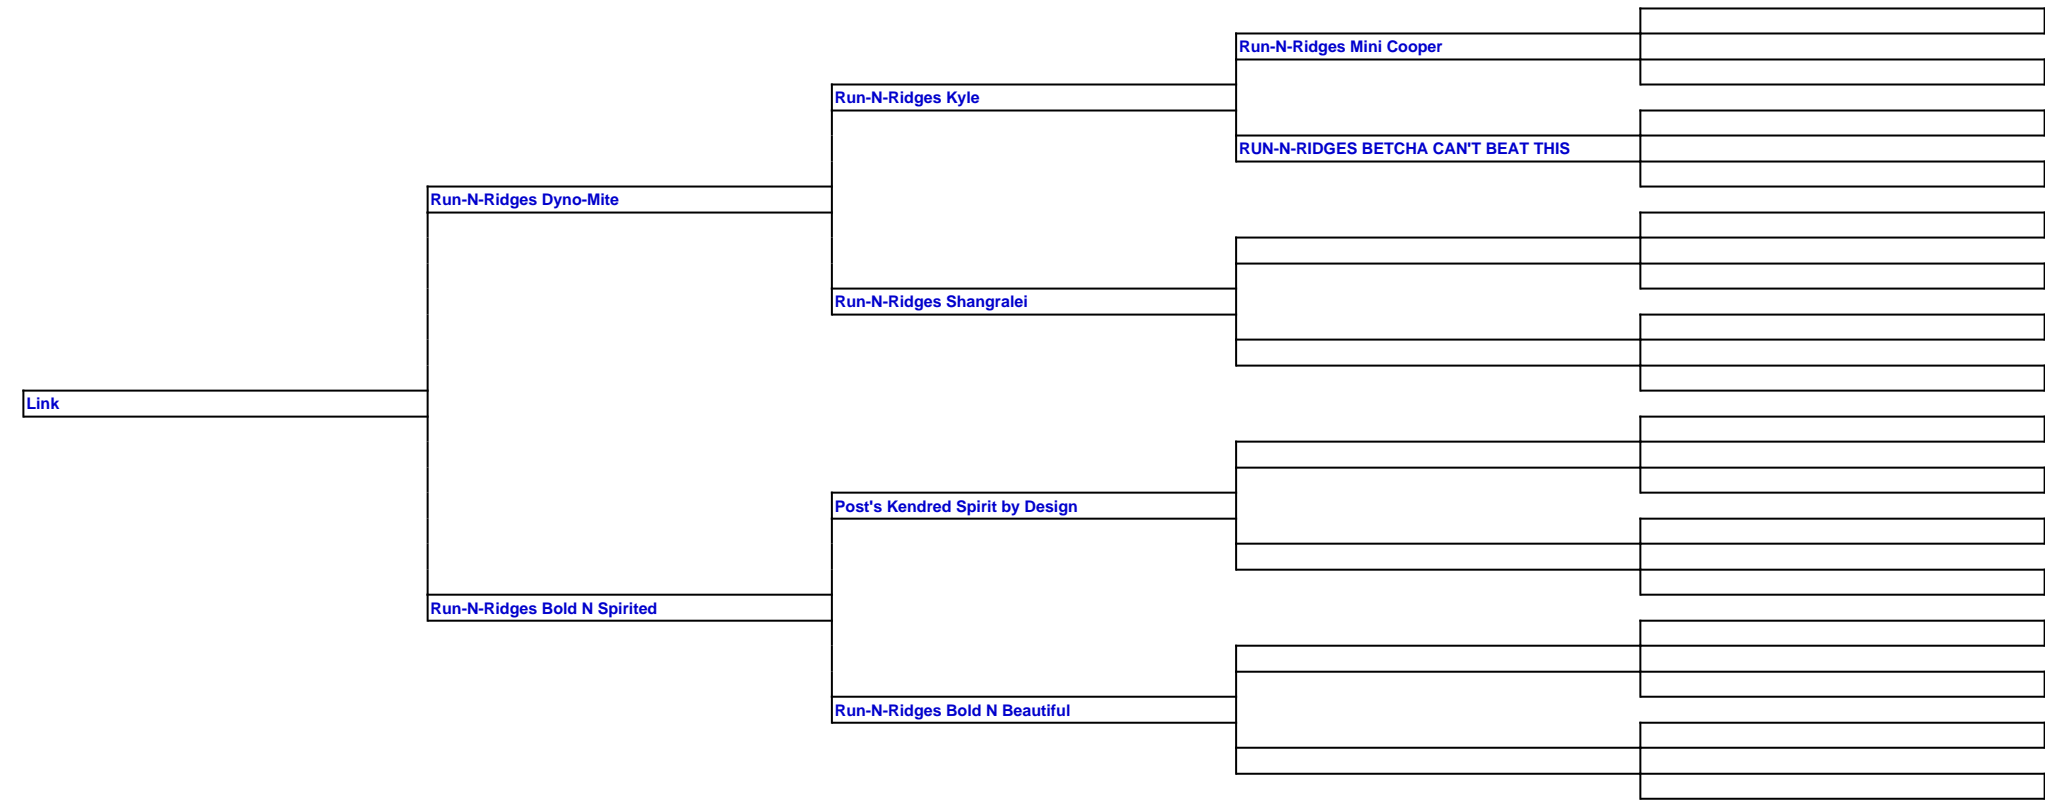 Run-N-Ridges Mini Cooper
Run-N-Ridges Kyle
RUN-N-RIDGES BETCHA CAN'T BEAT THIS
Run-N-Ridges Dyno-Mite
Run-N-Ridges Shangralei
Link
Post's Kendred Spirit by Design
Run-N-Ridges Bold N Spirited
Run-N-Ridges Bold N Beautiful